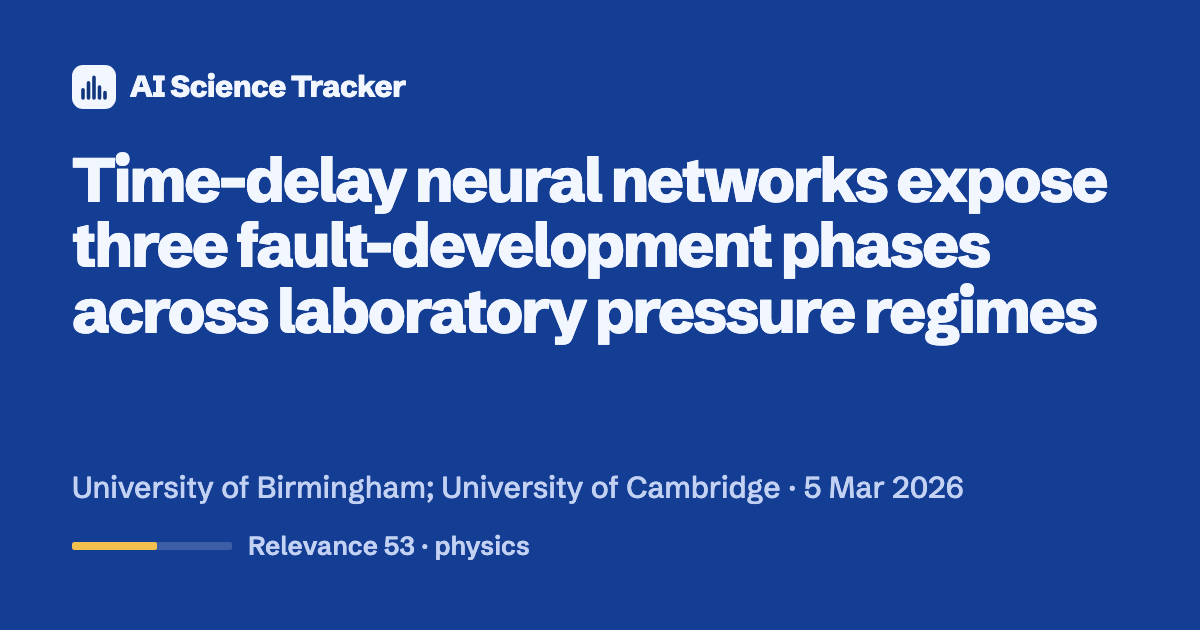 AI Science Tracker
Time-delay neural networks expose
three fault-development phases
across laboratory pressure regimes
University of Birmingham; University of Cambridge · 5 Mar 2026
Relevance 53 · physics